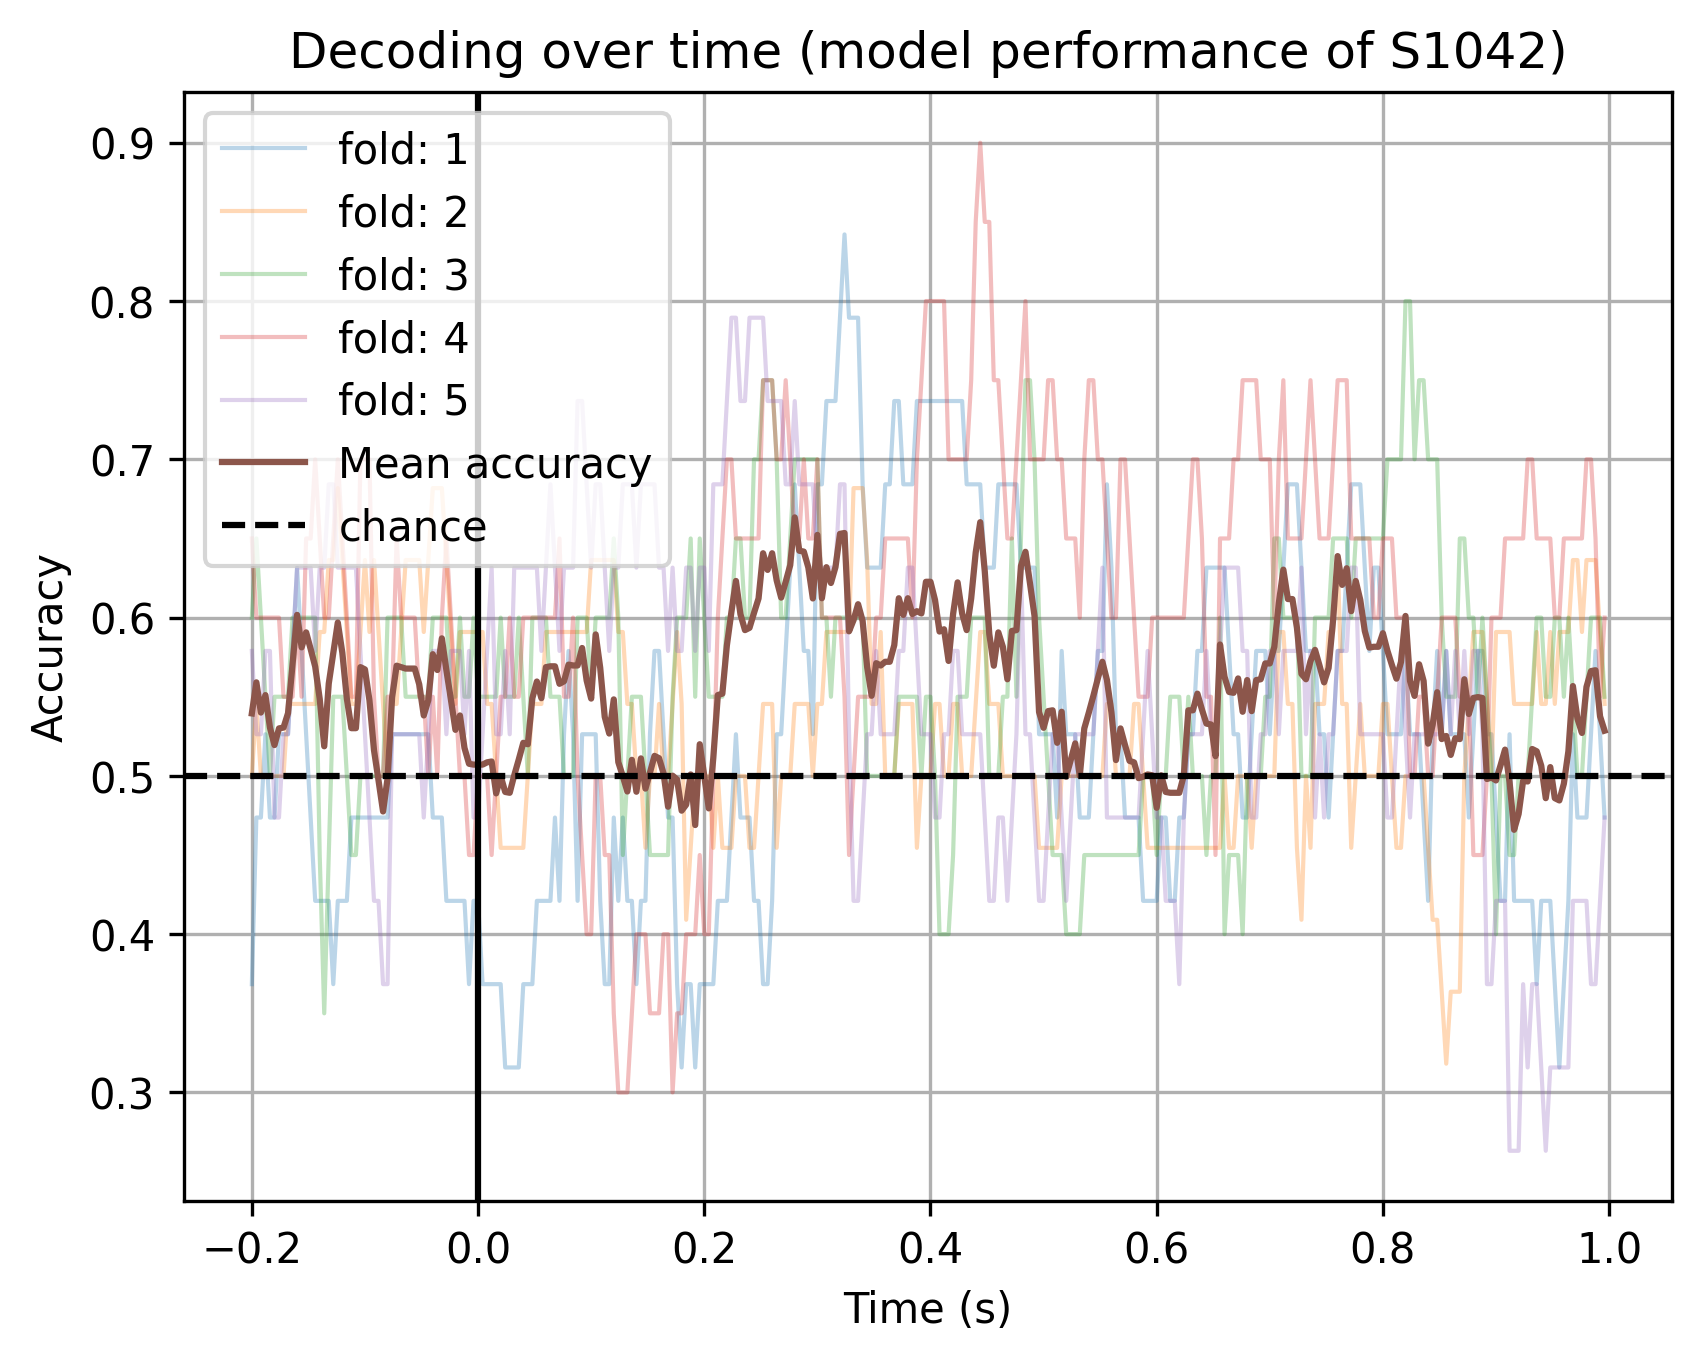 Decoding over time (model performance of S1042)
fold: 1
fold: 2
fold: 3
fold: 4
fold: 5
Mean accuracy
chance
Accuracy
0.9
0.8
0.7
0.6
0.5
0.4
0.3
−0.2 0.0 0.2 0.4 0.6 0.8 1.0
Time (s)